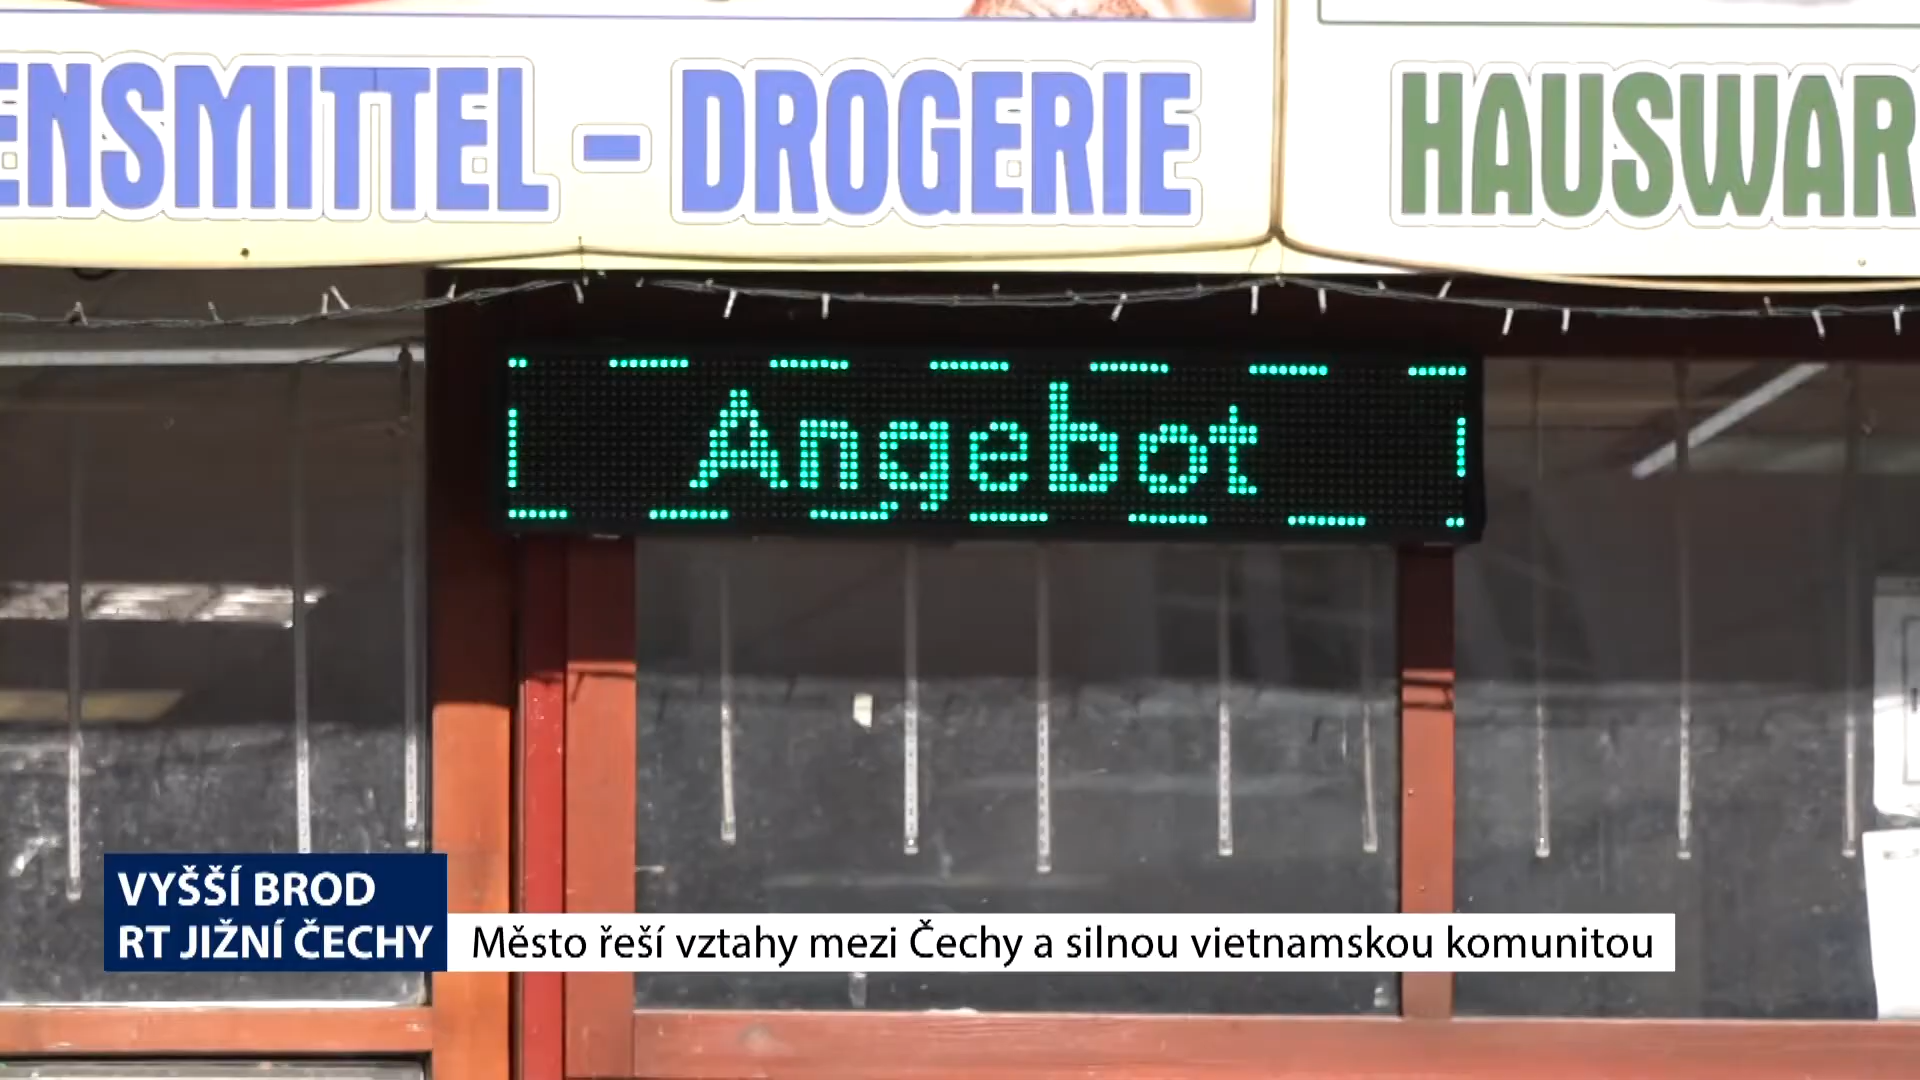 ENSMITTEL - DROGERIE
HAUSWAR
Angebot
VYŠŠÍ BROD
RT JIŽNÍ ČECHY
Město řeší vztahy mezi Čechy a silnou vietnamskou komunitou